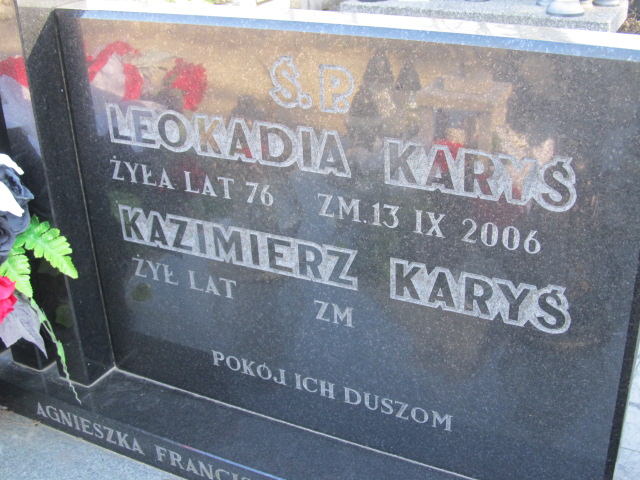 Ś.P.
LEOKADIA KARYŚ
ŻYŁA LAT 76 ZM.13 IX 2006
KAZIMIERZ KARYŚ
ŻYŁ LAT ZM
POKÓJ ICH DUSZOM
AGNIESZKA